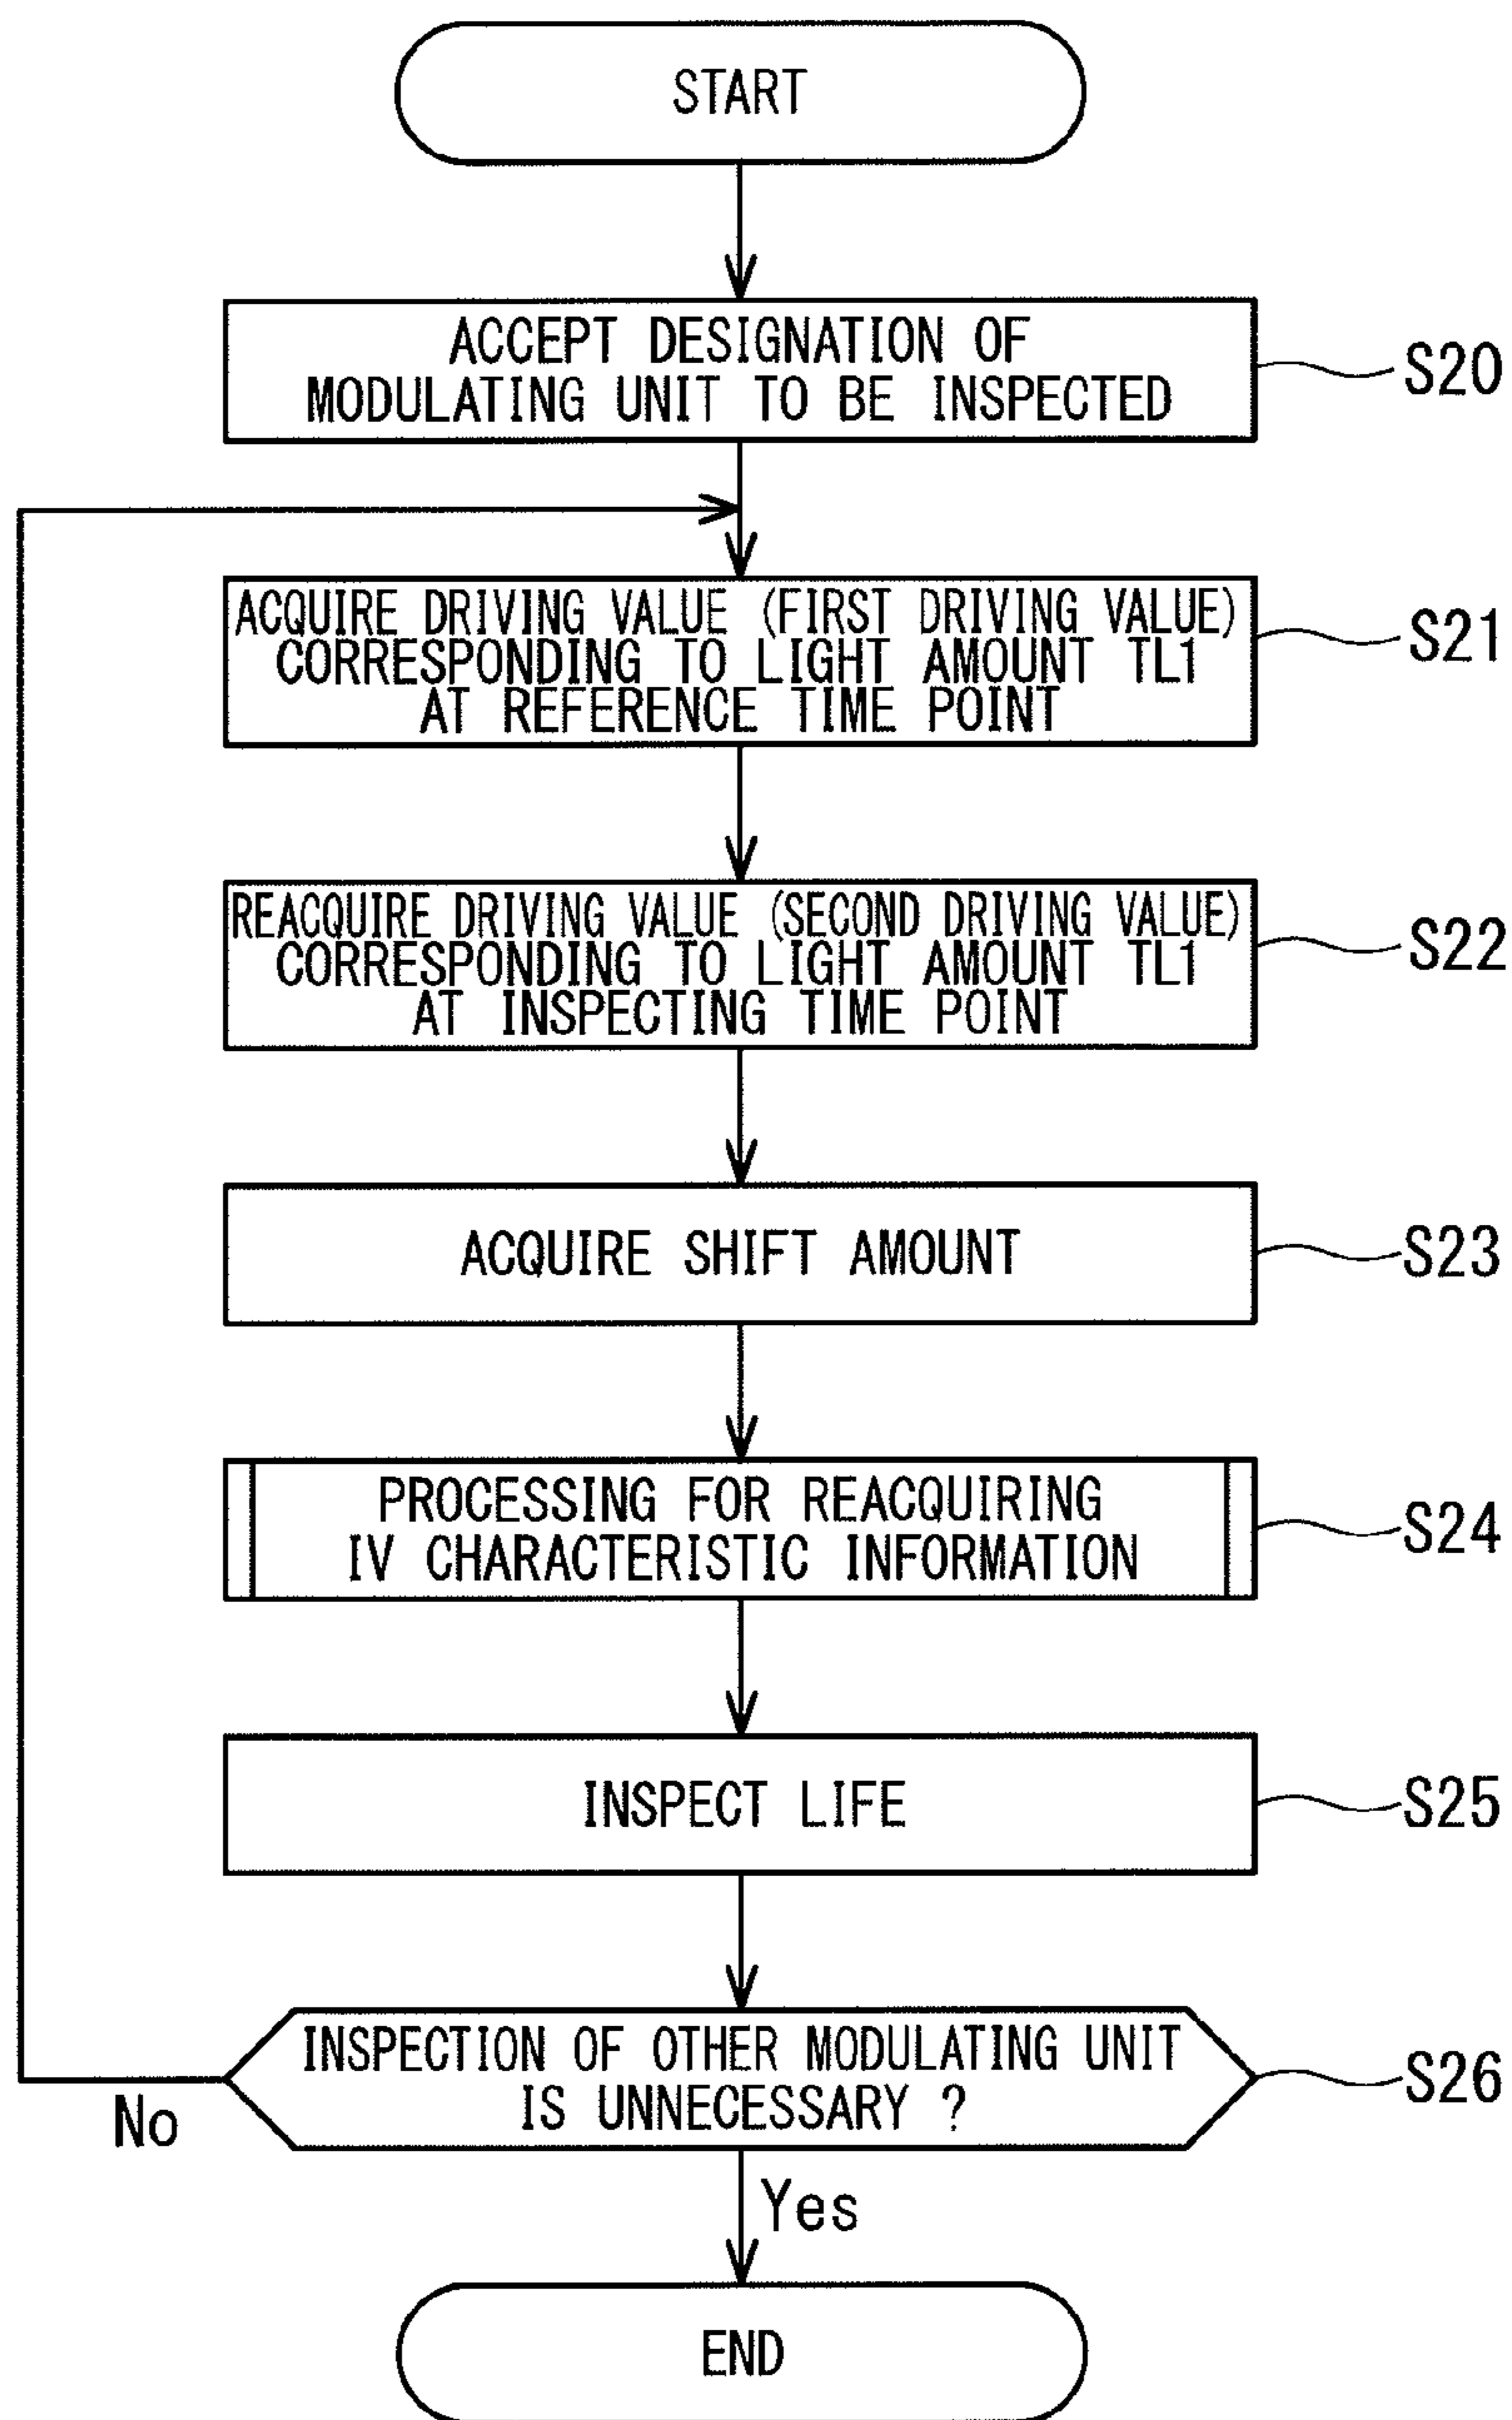 START
ACCEPT DESIGNATION OF
MODULATING UNIT TO BE INSPECTED
S20
ACQUIRE DRIVING VALUE (FIRST DRIVING VALUE)
CORRESPONDING TO LIGHT AMOUNT TL1
AT REFERENCE TIME POINT
S21
REACQUIRE DRIVING VALUE (SECOND DRIVING VALUE)
CORRESPONDING TO LIGHT AMOUNT TL1
AT INSPECTING TIME POINT
S22
ACQUIRE SHIFT AMOUNT
S23
PROCESSING FOR REACQUIRING
IV CHARACTERISTIC INFORMATION
S24
INSPECT LIFE
S25
INSPECTION OF OTHER MODULATING UNIT
IS UNNECESSARY ?
S26
No
Yes
END